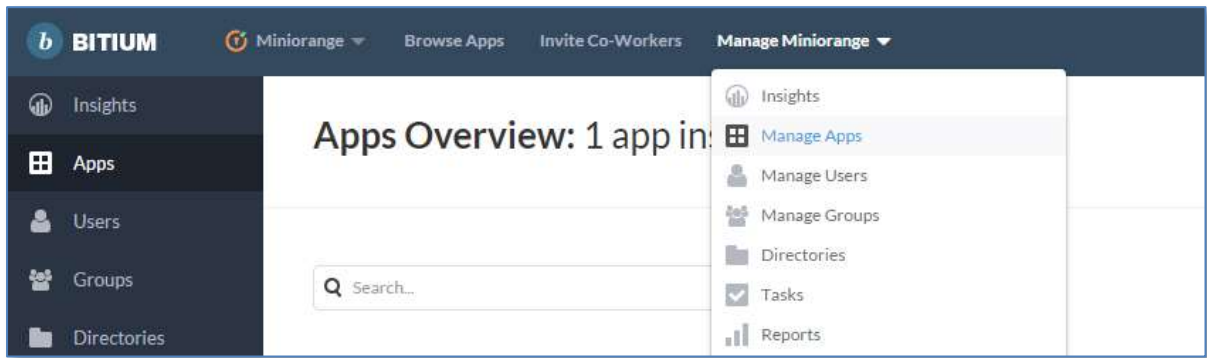 b BITIUM Miniorange Browse Apps Invite Co-Workers Manage Miniorange
Insights
Apps
Users
Groups
Directories
Apps Overview: 1 app in
Search...
Insights
Manage Apps
Manage Users
Manage Groups
Directories
Tasks
Reports